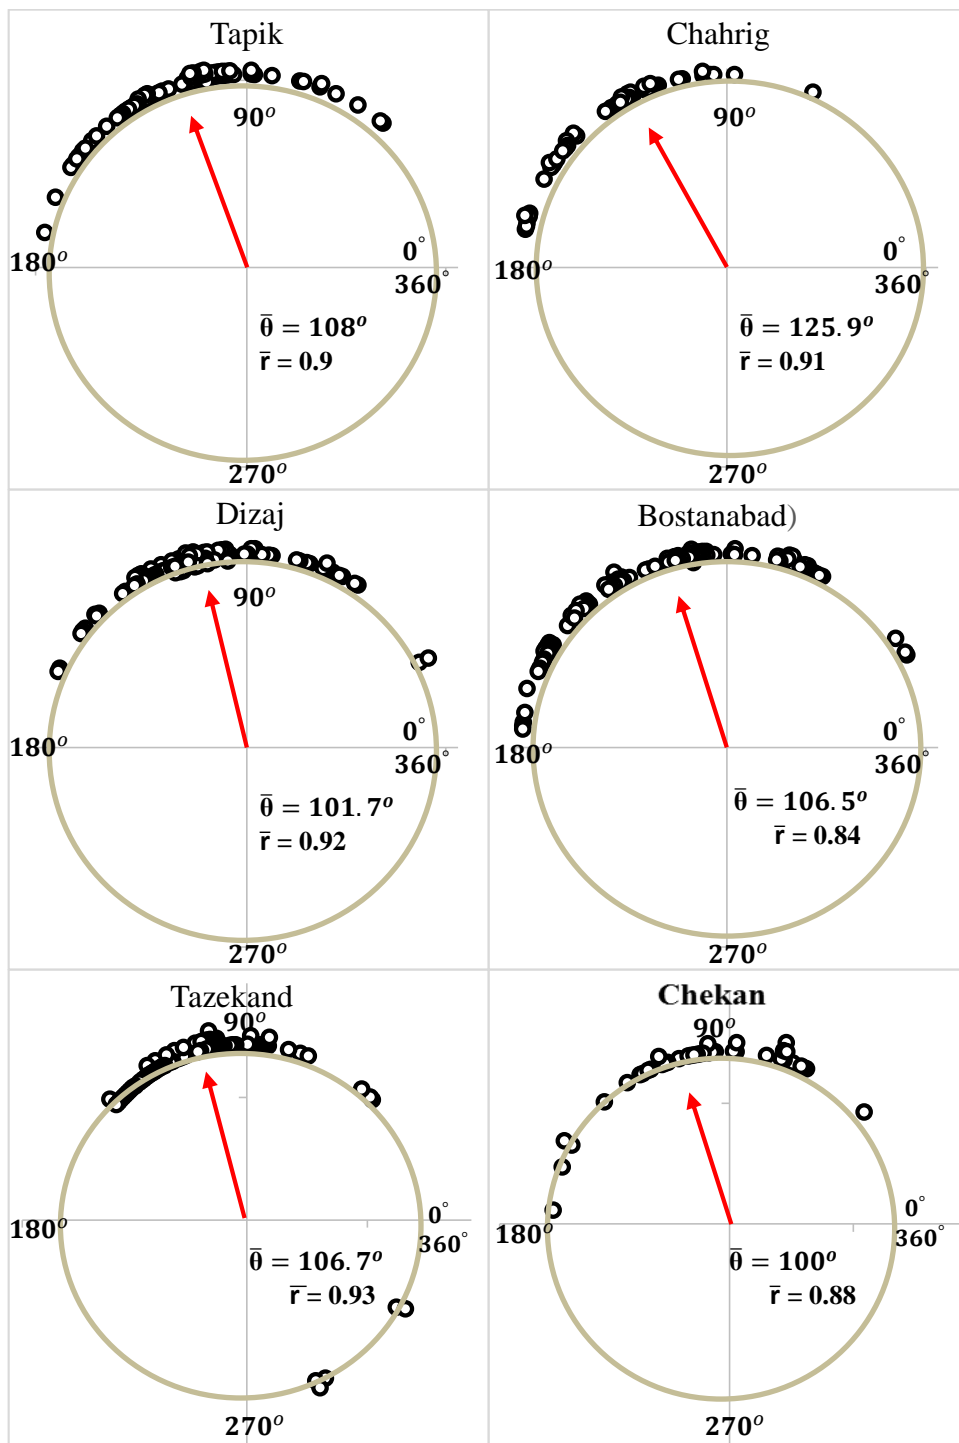 Tapik
90°
180°
0°
360°
θ̄ = 108°
r̄ = 0.9
270°
Chahrig
90°
180°
0°
360°
θ̄ = 125.9°
r̄ = 0.91
270°
Dizaj
90°
180°
0°
360°
θ̄ = 101.7°
r̄ = 0.92
270°
Bostanabad)
90°
180°
0°
360°
θ̄ = 106.5°
r̄ = 0.84
270°
Tazekand
90°
180°
0°
360°
θ̄ = 106.7°
r̄ = 0.93
270°
Chekan
90°
180°
0°
360°
θ̄ = 100°
r̄ = 0.88
270°